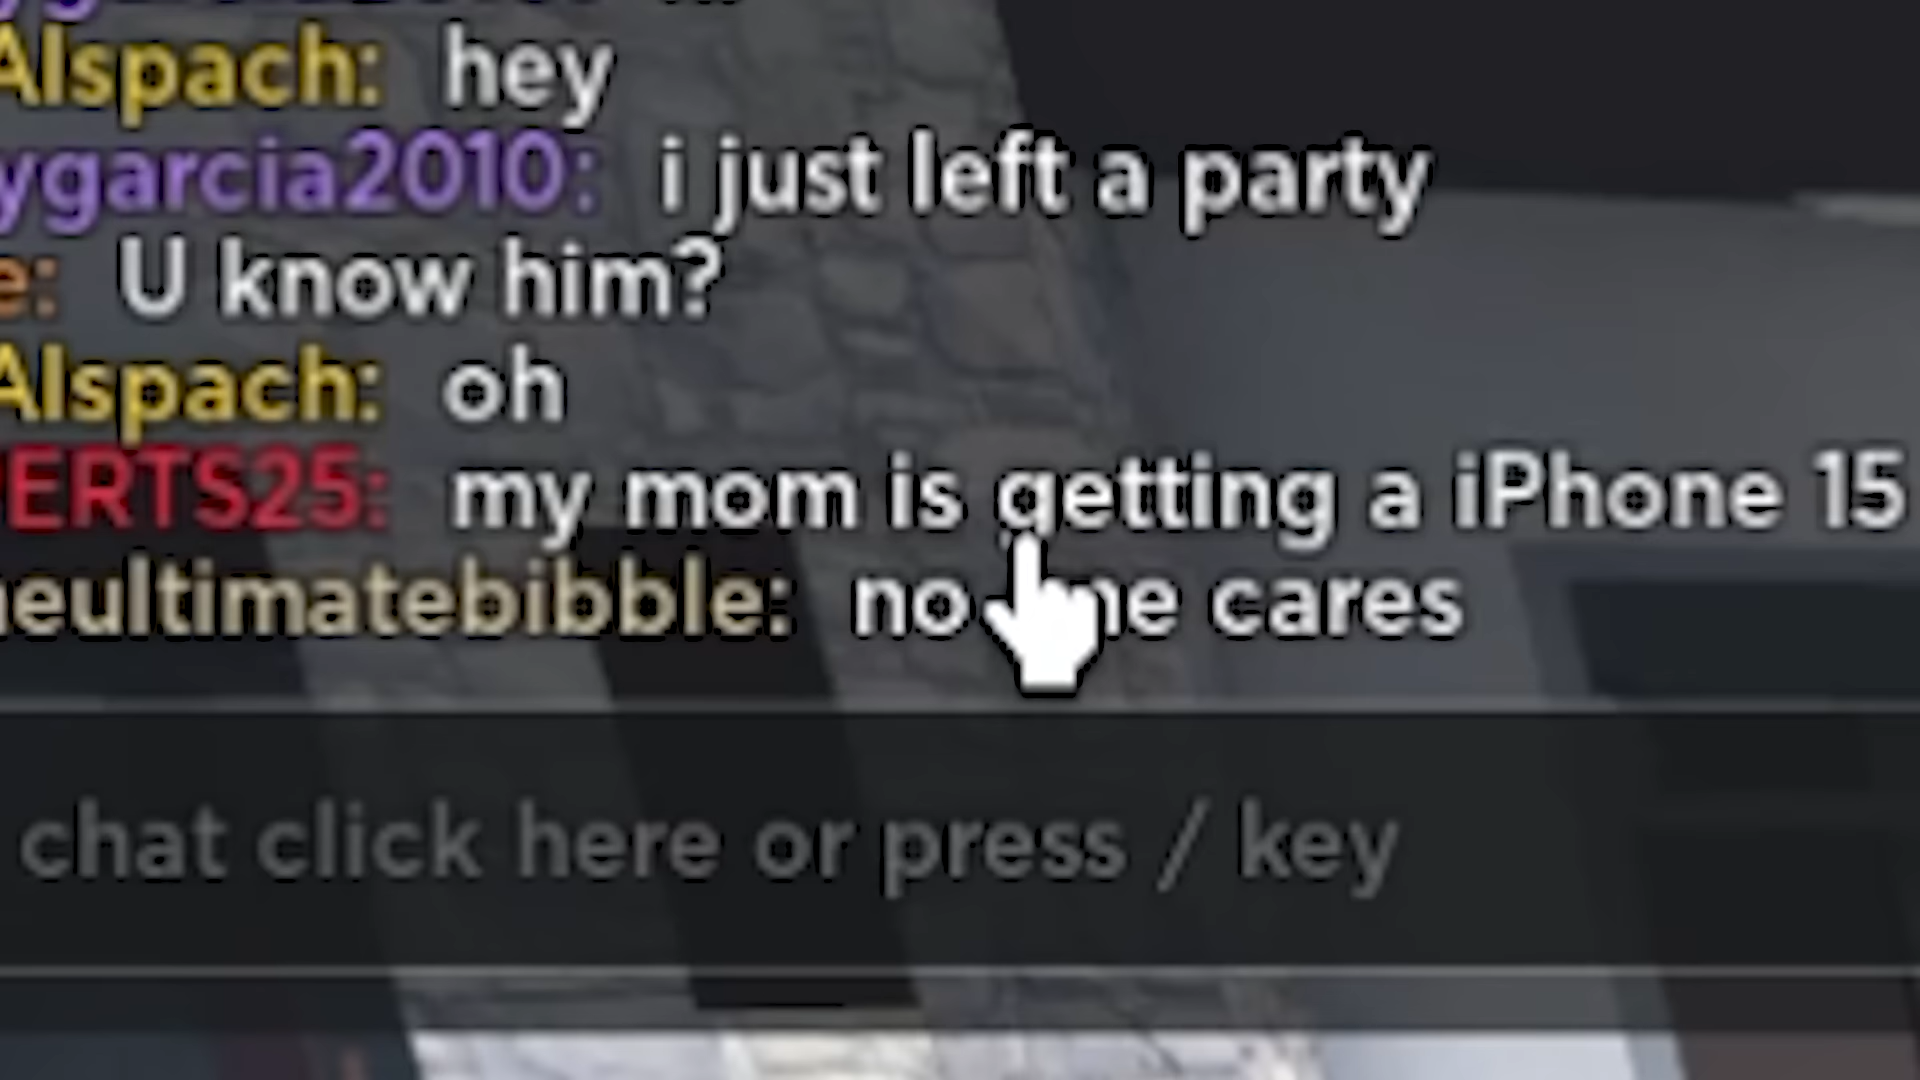 Alspach: hey
ygarcia2010: i just left a party
e: U know him?
Alspach: oh
ERTS25: my mom is getting a iPhone 15
eultimatebibble: no cares
chat click here or press / key